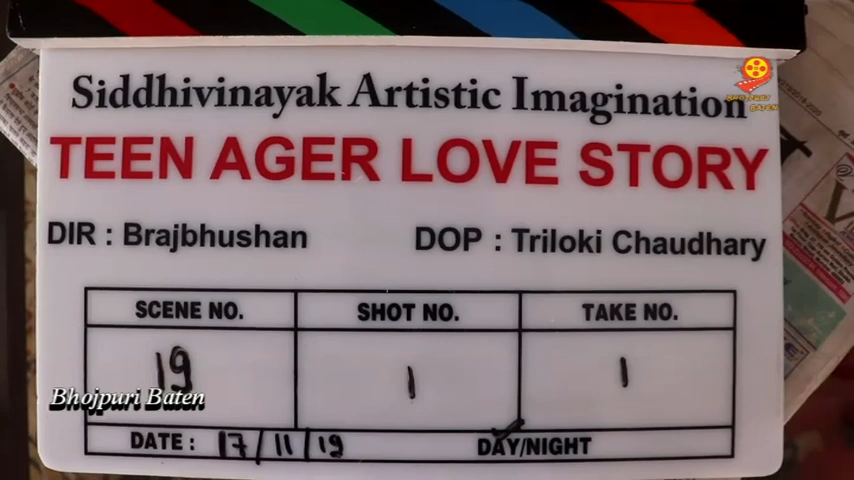 Siddhivinayak Artistic Imagination
TEEN AGER LOVE STORY
DIR : Brajbhushan DOP : Triloki Chaudhary
SCENE NO. SHOT NO. TAKE NO.
19 1 1
Bhojpuri Baten
DATE : 17/11/19 DAY/NIGHT